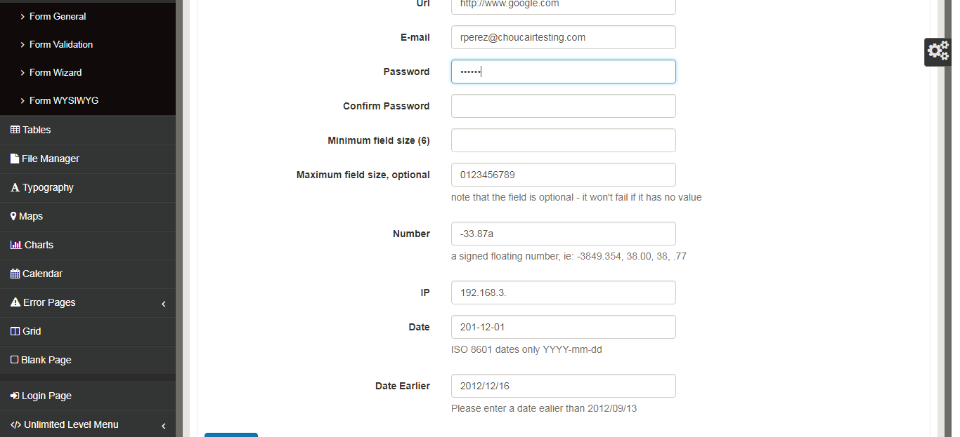 Form General
Form Validation
Form Wizard
Form WYSIWYG
Tables
File Manager
Typography
Maps
Charts
Calendar
Error Pages
Grid
Blank Page
Login Page
Unlimited Level Menu
Url http://www.google.com
E-mail rperez@choucairtesting.com
Password ••••••
Confirm Password
Minimum field size (6)
Maximum field size, optional 0123456789
note that the field is optional - it won't fail if it has no value
Number -33.87a
a signed floating number, ie: -3849.354, 38.00, 38, .77
IP 192.168.3.
Date 201-12-01
ISO 8601 dates only YYYY-mm-dd
Date Earlier 2012/12/16
Please enter a date ealier than 2012/09/13